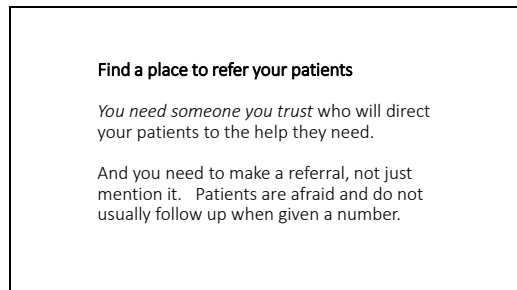 Find a place to refer your patients
You need someone you trust who will direct
your patients to the help they need.
And you need to make a referral, not just
mention it.   Patients are afraid and do not
usually follow up when given a number.